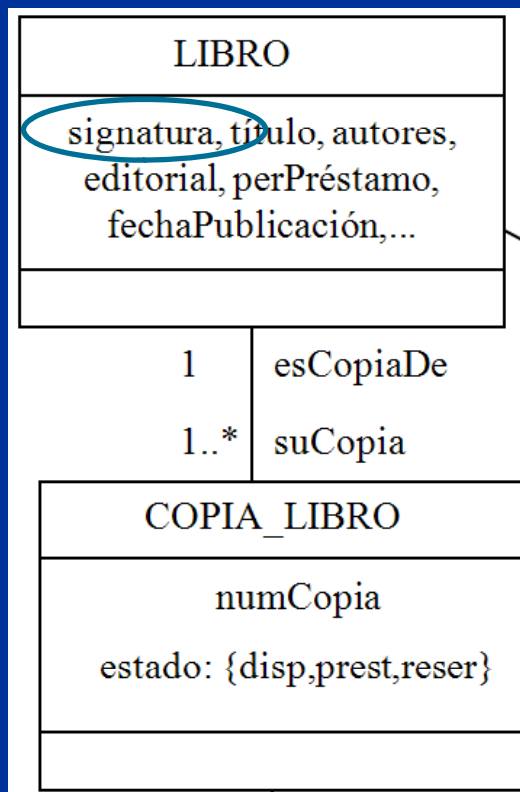 LIBRO
signatura, título, autores,
editorial, perPréstamo,
fechaPublicación,...
1 esCopiaDe
1..* suCopia
COPIA_LIBRO
numCopia
estado: {disp,prest,reser}